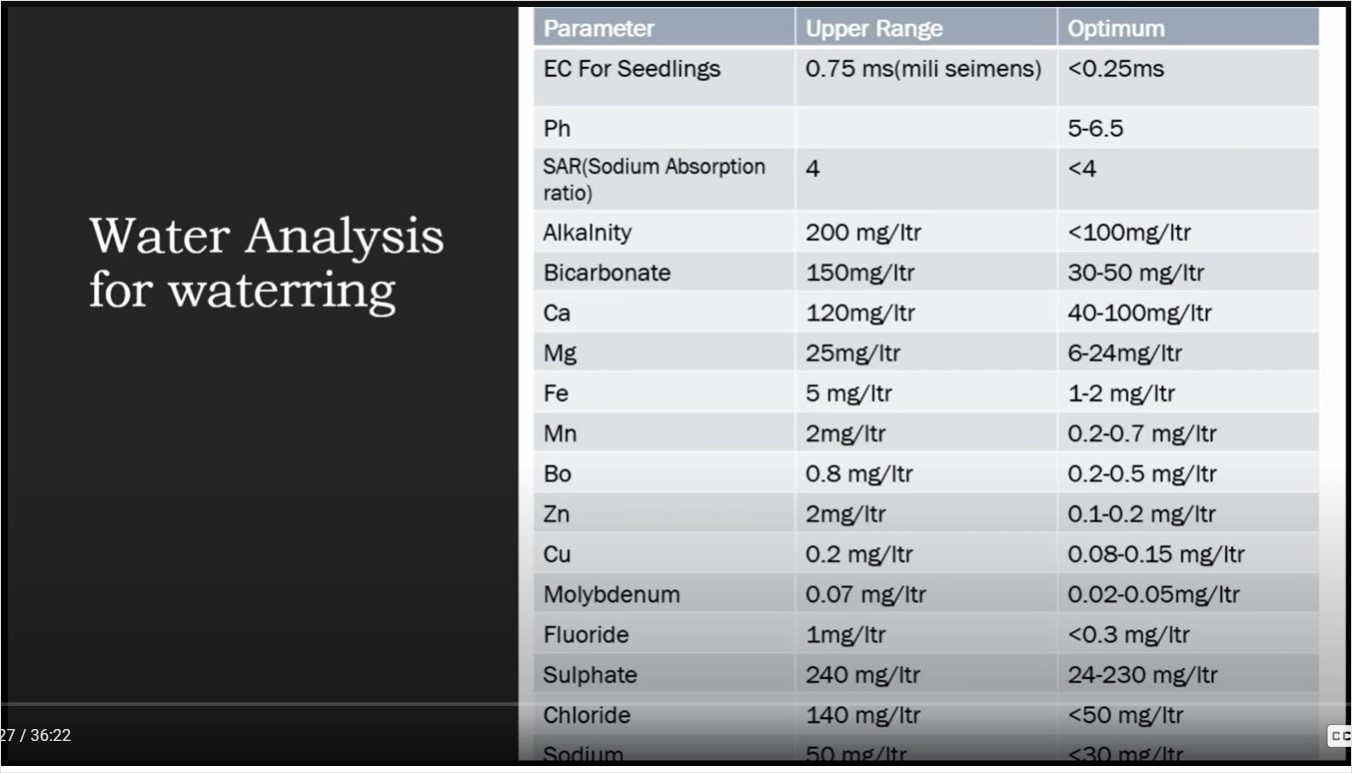 Water Analysis
for waterring
Parameter Upper Range Optimum
EC For Seedlings 0.75 ms(mili seimens) <0.25ms
Ph 5-6.5
SAR(Sodium Absorption
ratio) 4 <4
Alkalnity 200 mg/ltr <100mg/ltr
Bicarbonate 150mg/ltr 30-50 mg/ltr
Ca 120mg/ltr 40-100mg/ltr
Mg 25mg/ltr 6-24mg/ltr
Fe 5 mg/ltr 1-2 mg/ltr
Mn 2mg/ltr 0.2-0.7 mg/ltr
Bo 0.8 mg/ltr 0.2-0.5 mg/ltr
Zn 2mg/ltr 0.1-0.2 mg/ltr
Cu 0.2 mg/ltr 0.08-0.15 mg/ltr
Molybdenum 0.07 mg/ltr 0.02-0.05mg/ltr
Fluoride 1mg/ltr <0.3 mg/ltr
Sulphate 240 mg/ltr 24-230 mg/ltr
Chloride 140 mg/ltr <50 mg/ltr
Sodium 50 mg/ltr <30 mg/ltr
27 / 36:22
CC